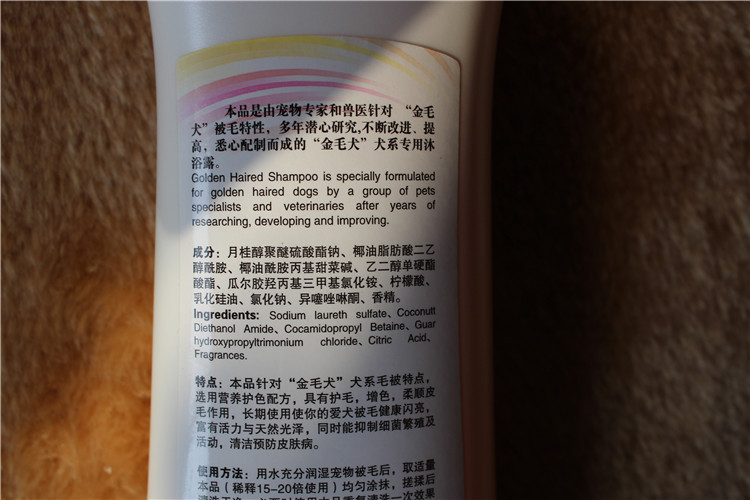 本品是由宠物专家和兽医针对 “金毛
犬”被毛特性，多年潜心研究,不断改进、提
高，悉心配制而成的“金毛犬”犬系专用沐
浴露。
Golden Haired Shampoo is specially formulated
for golden haired dogs by a group of pets
specialists and veterinaries after years of
researching, developing and improving.
成分：月桂醇聚醚硫酸酯钠、椰油脂肪酸二乙
醇酰胺、椰油酰胺丙基甜菜碱、乙二醇单硬酯
酸酯、瓜尔胶羟丙基三甲基氯化铵、柠檬酸、
乳化硅油、氯化钠、异噻唑啉酮、香精。
Ingredients: Sodium laureth sulfate、Coconutt
Diethanol Amide、Cocamidopropyl Betaine、Guar
hydroxypropyltrimonium chloride、Citric Acid、
Fragrances.
特点：本品针对“金毛犬”犬系毛被特点，
选用营养护色配方，具有护毛，增色，柔顺皮
毛作用，长期使用使你的爱犬被毛健康闪亮，
富有活力与天然光泽，同时能抑制细菌繁殖及
活动，清洁预防皮肤病。
使用方法：用水充分润湿宠物被毛后，取适量
本品（稀释15-20倍使用）均匀涂抹，搓揉后